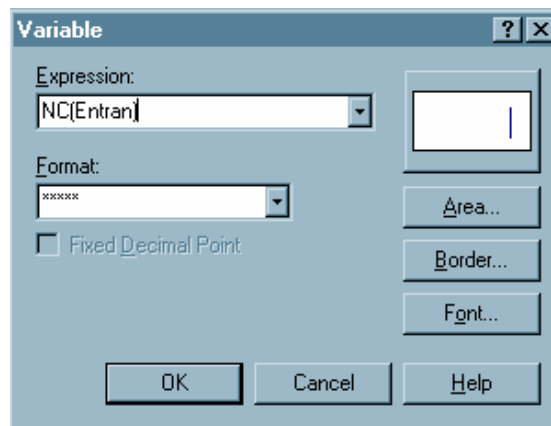 Variable
Expression:
NC(Entran)
Format:
*****
Area...
Fixed Decimal Point
Border...
Font...
OK Cancel Help